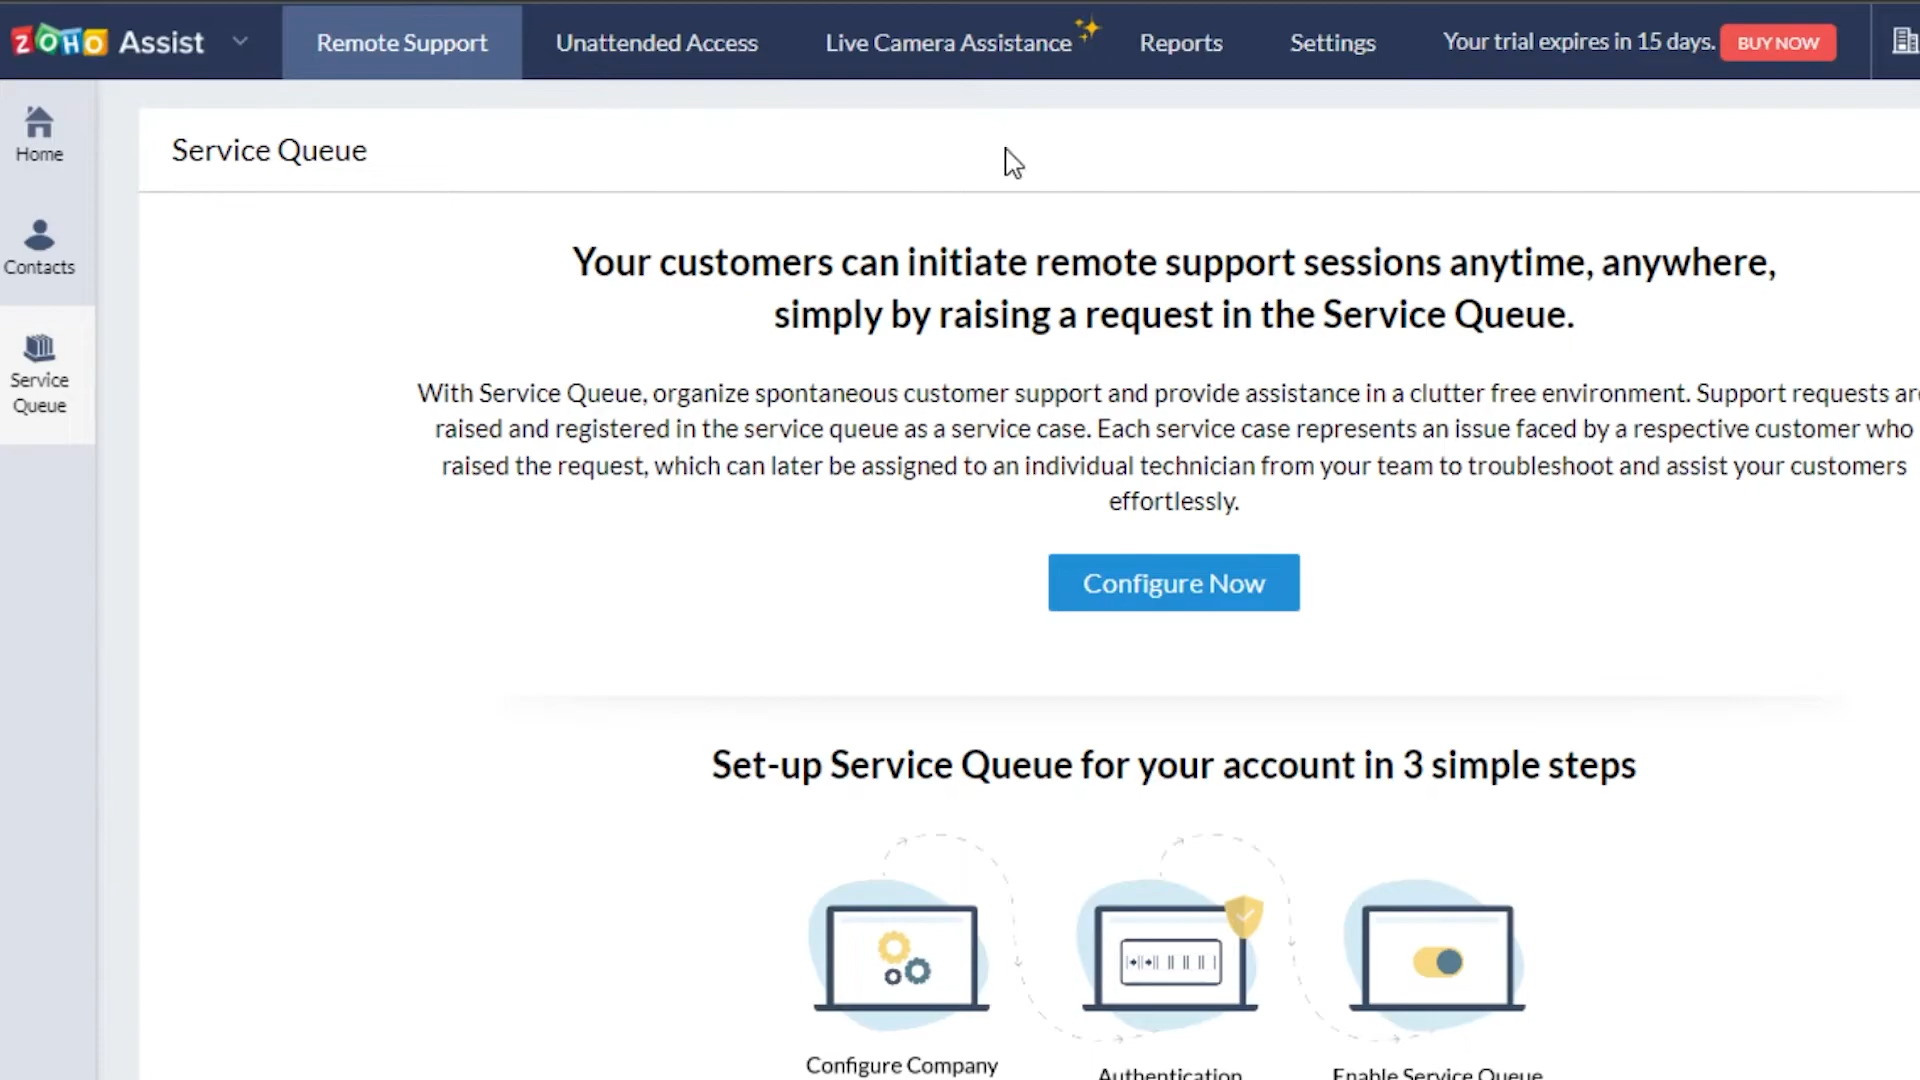 ZOHO Assist
Remote Support
Unattended Access
Live Camera Assistance
Reports
Settings
Your trial expires in 15 days.
BUY NOW
Home
Contacts
Service
Queue
Service Queue
Your customers can initiate remote support sessions anytime, anywhere,
simply by raising a request in the Service Queue.
With Service Queue, organize spontaneous customer support and provide assistance in a clutter free environment. Support requests are
raised and registered in the service queue as a service case. Each service case represents an issue faced by a respective customer who
raised the request, which can later be assigned to an individual technician from your team to troubleshoot and assist your customers
effortlessly.
Configure Now
Set-up Service Queue for your account in 3 simple steps
Configure Company
Authentication
Enable Service Queue